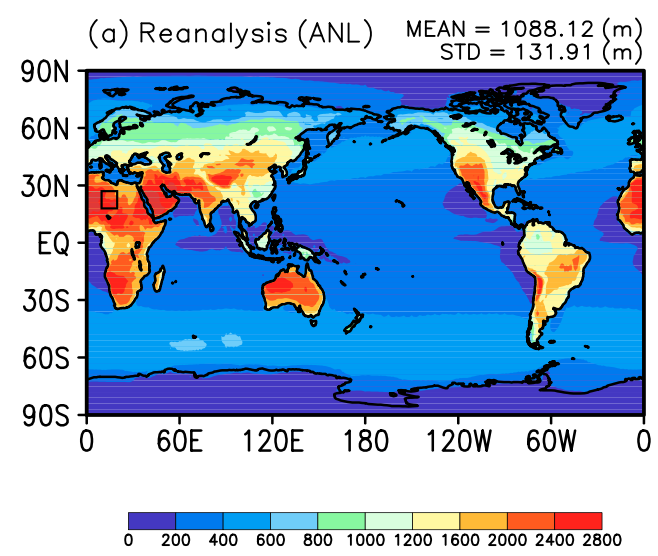 (a) Reanalysis (ANL)
MEAN = 1088.12 (m)
STD = 131.91 (m)
90N
60N
30N
EQ
30S
60S
90S
0 60E 120E 180 120W 60W 0
0 200 400 600 800 1000 1200 1600 2000 2400 2800